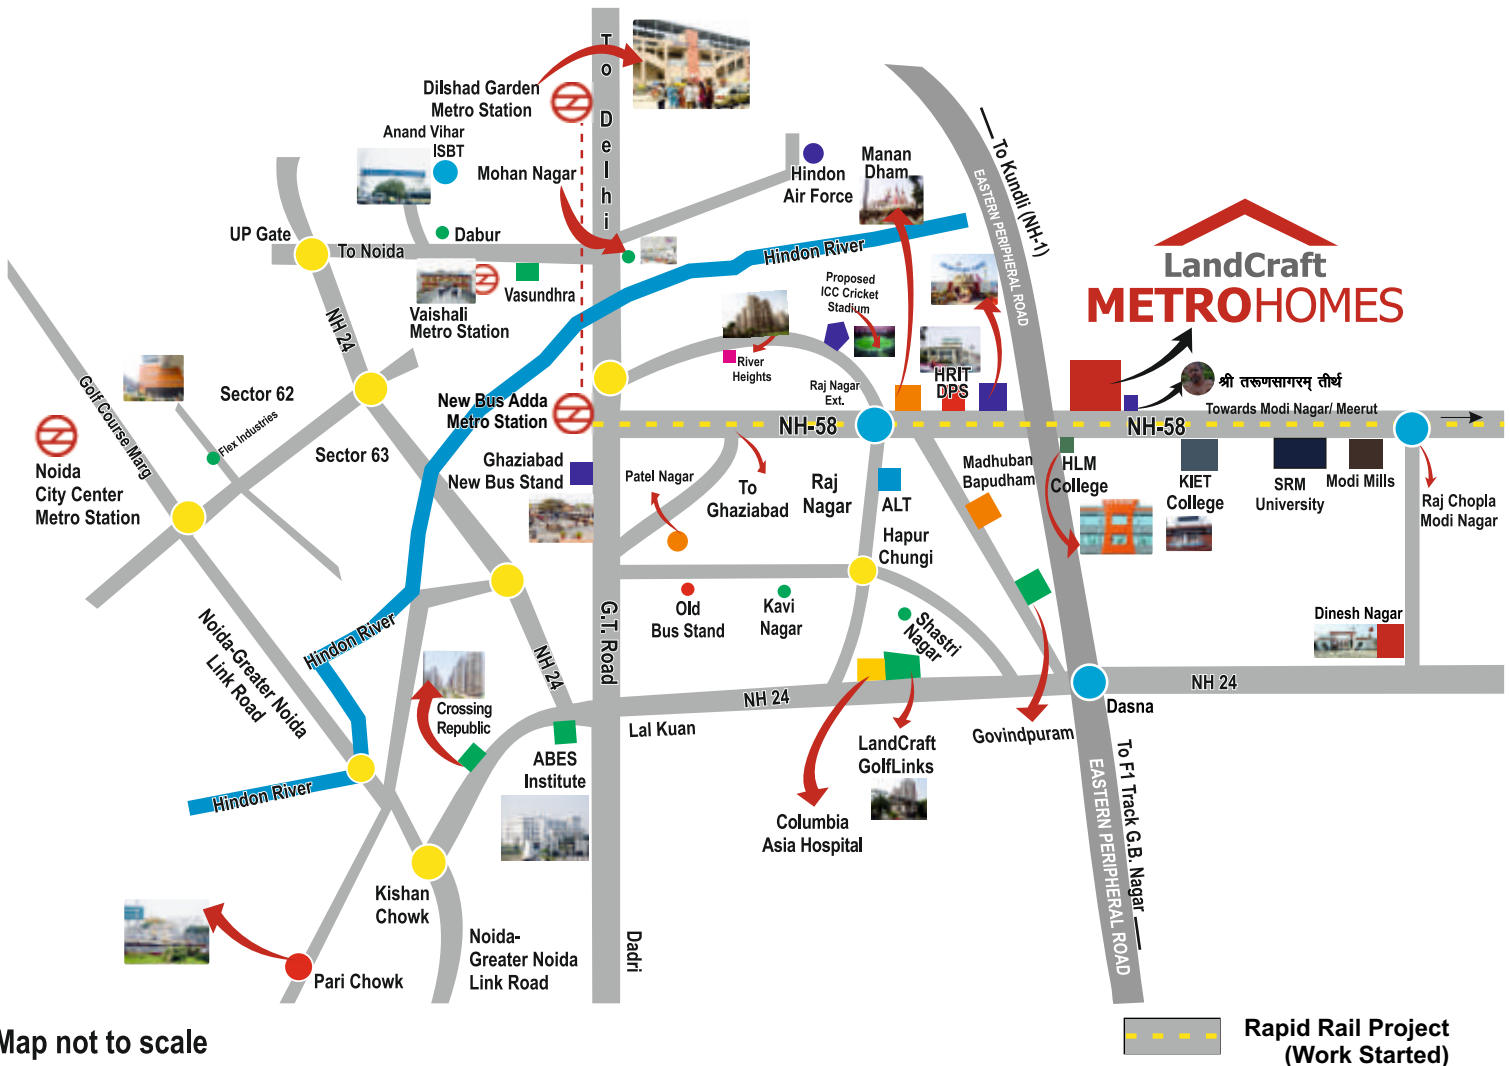 To Delhi
Dilshad Garden
Metro Station
Anand Vihar
ISBT
Mohan Nagar
Hindon
Air Force
Manan
Dham
To Kundli (NH-1)
EASTERN PERIPHERAL ROAD
UP Gate
To Noida
Dabur
Hindon River
LandCraft
METROHOMES
Vasundhra
Vaishali
Metro Station
Proposed
ICC Cricket
Stadium
NH 24
River
Heights
Raj Nagar
Ext.
HRIT
DPS
श्री तरूणसागरम् तीर्थ
Golf Course Marg
Sector 62
Flex Industries
New Bus Adda
Metro Station
Towards Modi Nagar/ Meerut
NH-58
NH-58
Noida
City Center
Metro Station
Sector 63
Ghaziabad
New Bus Stand
Patel Nagar
To
Ghaziabad
Raj
Nagar
ALT
Madhuban
Bapudham
HLM
College
KIET
College
SRM
University
Modi Mills
Raj Chopla
Modi Nagar
Hapur
Chungi
Old
Bus Stand
Kavi
Nagar
Shastri
Nagar
G.T. Road
Hindon River
Noida-Greater Noida
Link Road
NH 24
Dinesh Nagar
Crossing
Republic
NH 24
NH 24
Lal Kuan
Dasna
Govindpuram
ABES
Institute
LandCraft
GolfLinks
Hindon River
Columbia
Asia Hospital
To F1 Track G.B. Nagar
EASTERN PERIPHERAL ROAD
Kishan
Chowk
Noida-
Greater Noida
Link Road
Dadri
Pari Chowk
Map not to scale
Rapid Rail Project
(Work Started)